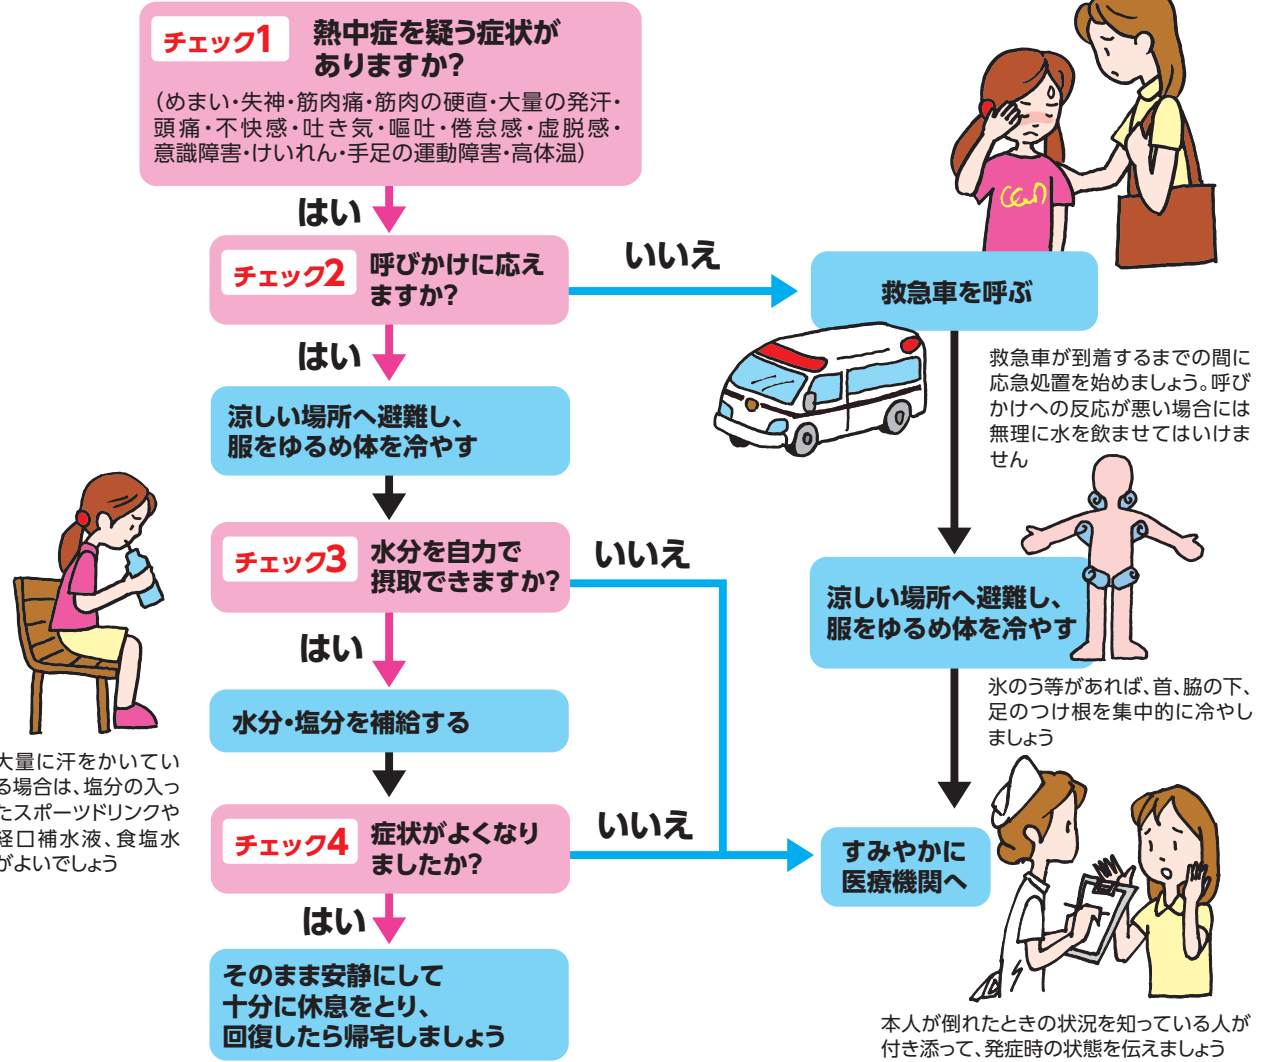 チェック1
熱中症を疑う症状が
ありますか?
(めまい・失神・筋肉痛・筋肉の硬直・大量の発汗・
頭痛・不快感・吐き気・嘔吐・倦怠感・虚脱感・
意識障害・けいれん・手足の運動障害・高体温)
はい
チェック2
呼びかけに応え
ますか?
いいえ
救急車を呼ぶ
救急車が到着するまでの間に
応急処置を始めましょう。呼び
かけへの反応が悪い場合には
無理に水を飲ませてはいけま
せん
はい
涼しい場所へ避難し、
服をゆるめ体を冷やす
チェック3
水分を自力で
摂取できますか?
いいえ
涼しい場所へ避難し、
服をゆるめ体を冷やす
氷のう等があれば、首、脇の下、
足のつけ根を集中的に冷やし
ましょう
はい
水分・塩分を補給する
大量に汗をかいてい
る場合は、塩分の入っ
たスポーツドリンクや
経口補水液、食塩水
がよいでしょう
チェック4
症状がよくなり
ましたか?
いいえ
すみやかに
医療機関へ
はい
そのまま安静にして
十分に休息をとり、
回復したら帰宅しましょう
本人が倒れたときの状況を知っている人が
付き添って、発症時の状態を伝えましょう